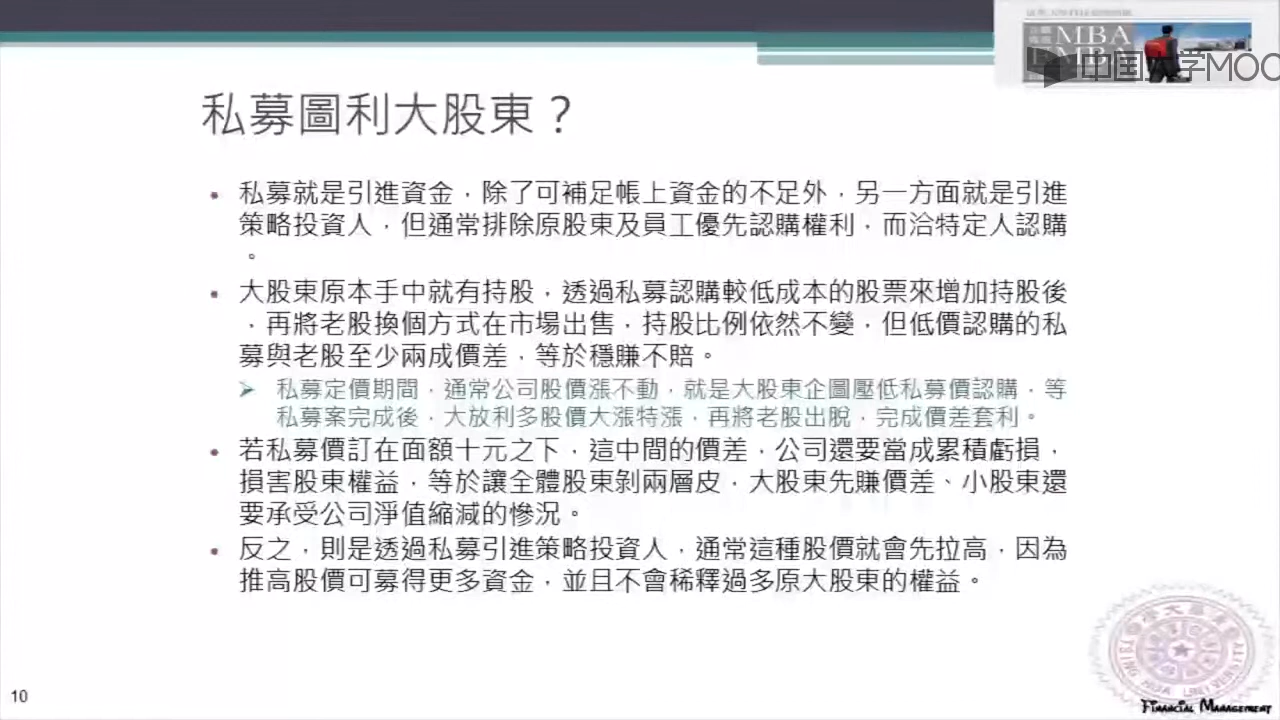 MBA
EMBA
中国大学MOOC
私募圖利大股東？
• 私募就是引進資金，除了可補足帳上資金的不足外，另一方面就是引進
策略投資人，但通常排除原股東及員工優先認購權利，而洽特定人認購
。
• 大股東原本手中就有持股，透過私募認購較低成本的股票來增加持股後
，再將老股換個方式在市場出售，持股比例依然不變，但低價認購的私
募與老股至少兩成價差，等於穩賺不賠。
➢ 私募定價期間，通常公司股價漲不動，就是大股東企圖壓低私募價認購，等
私募案完成後，大放利多股價大漲特漲，再將老股出脫，完成價差套利。
• 若私募價訂在面額十元之下，這中間的價差，公司還要當成累積虧損，
損害股東權益，等於讓全體股東剝兩層皮，大股東先賺價差、小股東還
要承受公司淨值縮減的慘況。
• 反之，則是透過私募引進策略投資人，通常這種股價就會先拉高，因為
推高股價可募得更多資金，並且不會稀釋過多原大股東的權益。
10
FINANCIAL MANAGEMENT